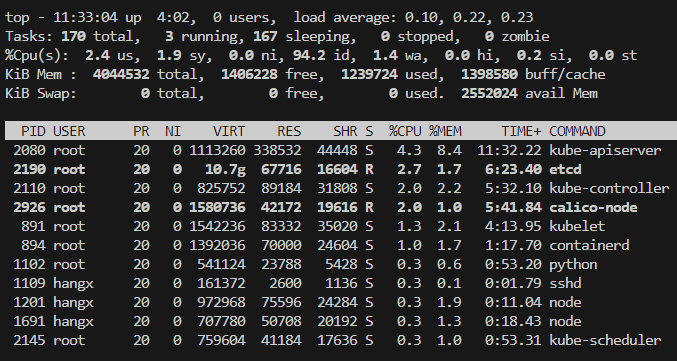 top - 11:33:04 up  4:02,  0 users,  load average: 0.10, 0.22, 0.23
Tasks: 170 total,   3 running, 167 sleeping,   0 stopped,   0 zombie
%Cpu(s):  2.4 us,  1.9 sy,  0.0 ni, 94.2 id,  1.4 wa,  0.0 hi,  0.2 si,  0.0 st
KiB Mem :  4044532 total,  1406228 free,  1239724 used,  1398580 buff/cache
KiB Swap:        0 total,        0 free,        0 used.  2552024 avail Mem
  PID USER      PR  NI    VIRT    RES    SHR S  %CPU %MEM     TIME+ COMMAND
 2080 root      20   0 1113260 338532  44448 S   4.3  8.4  11:32.22 kube-apiserver
 2190 root      20   0   10.7g  67716  16604 R   2.7  1.7   6:23.40 etcd
 2110 root      20   0  825752  89184  31808 S   2.0  2.2   5:32.10 kube-controller
 2926 root      20   0 1580736  42172  19616 R   2.0  1.0   5:41.84 calico-node
  891 root      20   0 1542236  83332  35020 S   1.3  2.1   4:13.95 kubelet
  894 root      20   0 1392036  70000  24604 S   1.0  1.7   1:17.70 containerd
 1102 root      20   0  541124  23788   5428 S   0.3  0.6   0:53.20 python
 1109 hangx     20   0  161372   2600   1136 S   0.3  0.1   0:01.79 sshd
 1201 hangx     20   0  972968  75596  24284 S   0.3  1.9   0:11.04 node
 1691 hangx     20   0  707780  50708  20192 S   0.3  1.3   0:18.43 node
 2145 root      20   0  759604  41184  17636 S   0.3  1.0   0:53.31 kube-scheduler